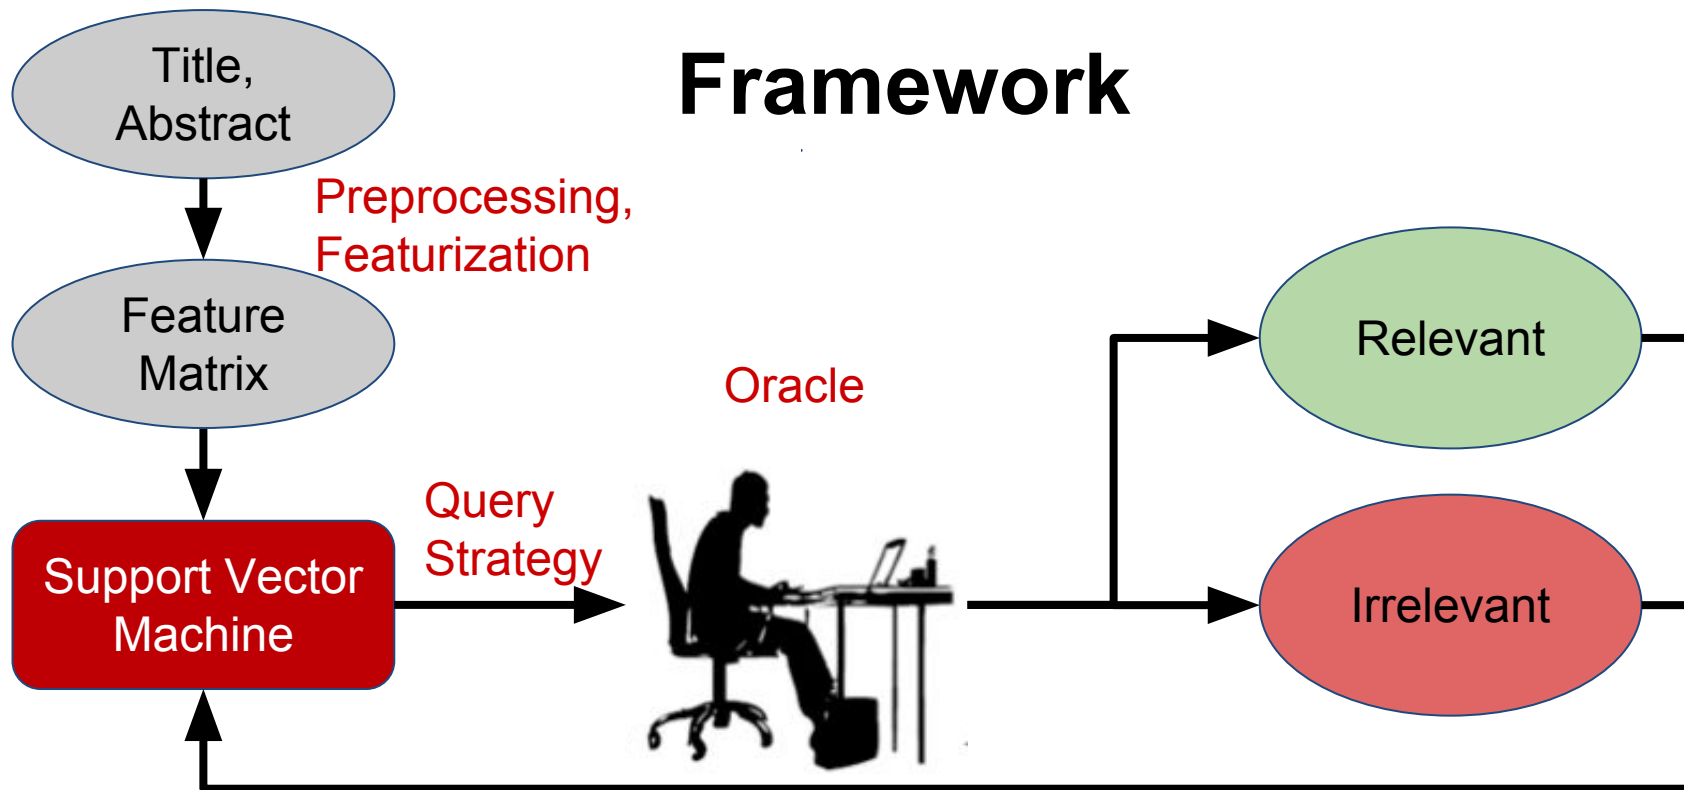 Framework
Title,
Abstract
Preprocessing,
Featurization
Feature
Matrix
Oracle
Relevant
Query
Strategy
Support Vector
Machine
Irrelevant